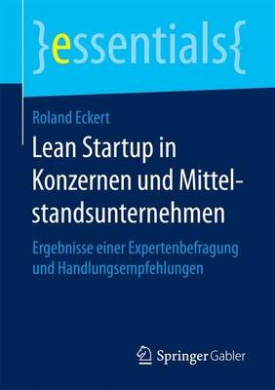 }essentials{
Roland Eckert
Lean Startup in
Konzernen und Mittel-
standsunternehmen
Ergebnisse einer Expertenbefragung
und Handlungsempfehlungen
Springer Gabler